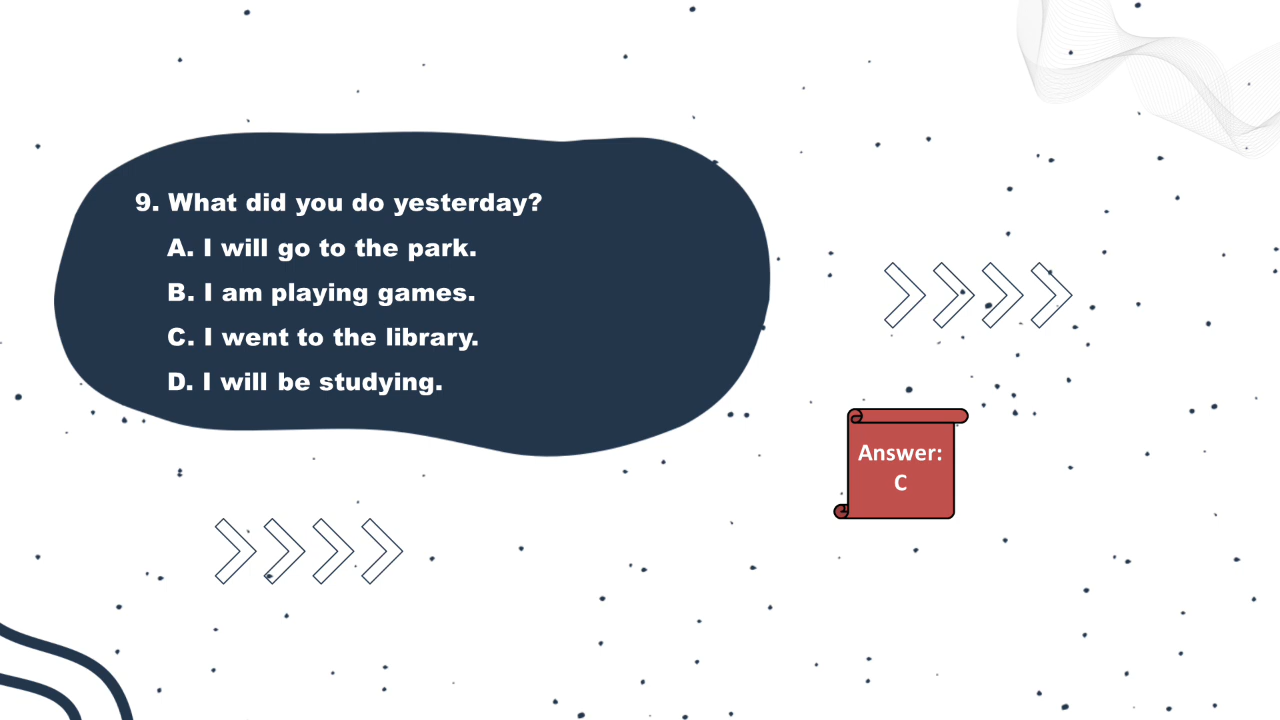 9. What did you do yesterday?
A. I will go to the park.
B. I am playing games.
C. I went to the library.
D. I will be studying.
Answer:
C